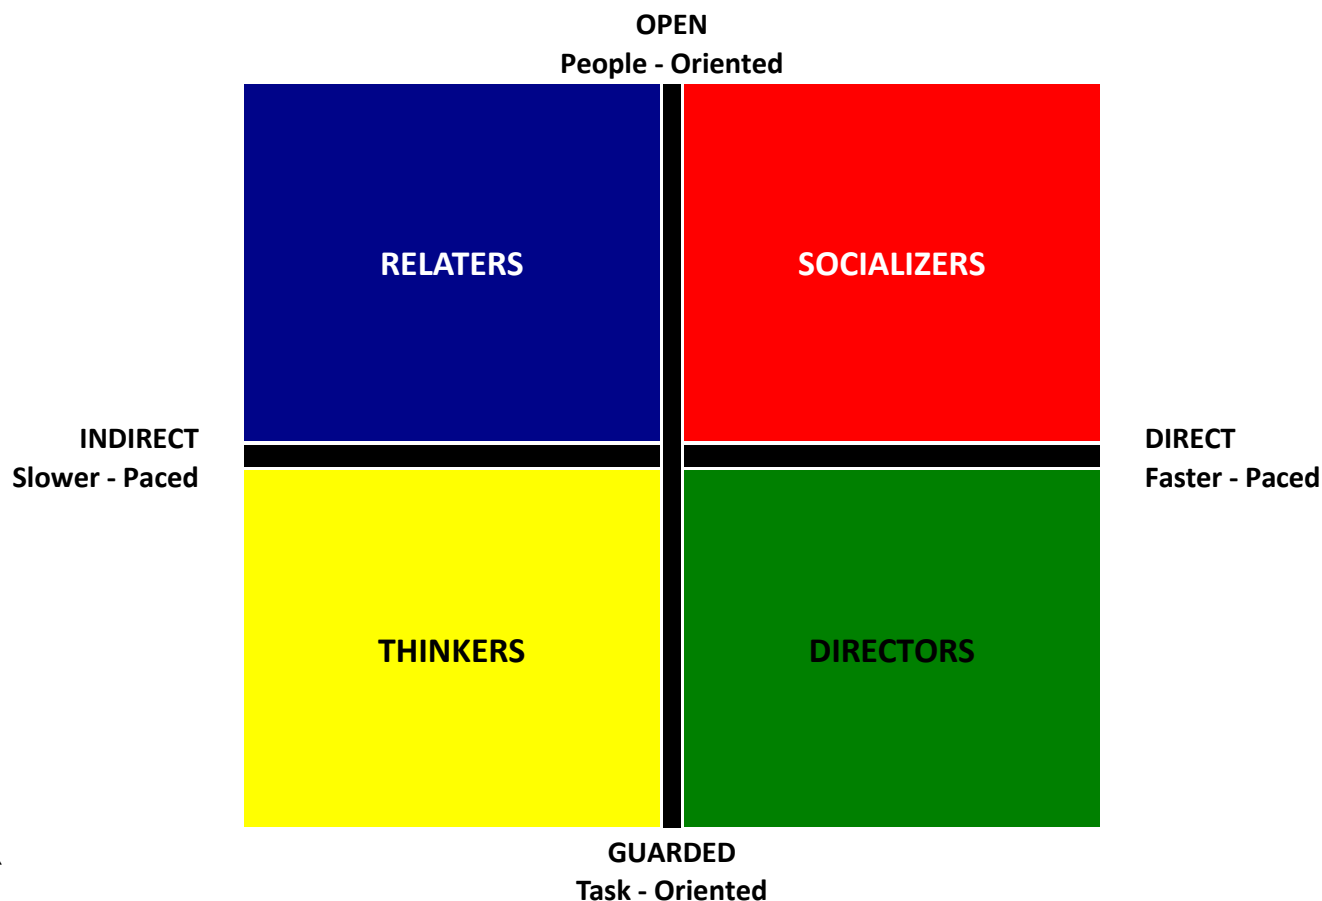 OPEN
People - Oriented
RELATERS
SOCIALIZERS
INDIRECT
Slower - Paced
DIRECT
Faster - Paced
THINKERS
DIRECTORS
GUARDED
Task - Oriented